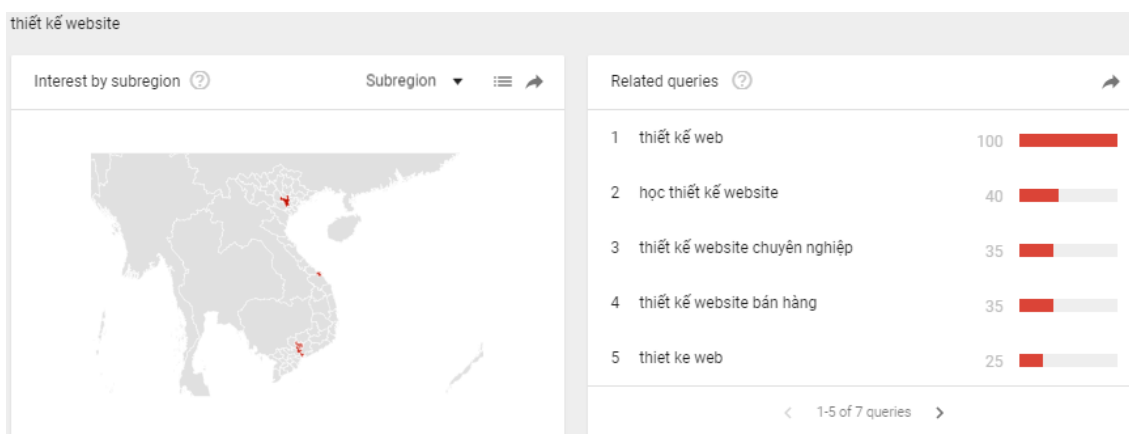 thiết kế website
Interest by subregion
Subregion
Related queries
1 thiết kế web 100
2 học thiết kế website 40
3 thiết kế website chuyên nghiệp 35
4 thiết kế website bán hàng 35
5 thiet ke web 25
1-5 of 7 queries